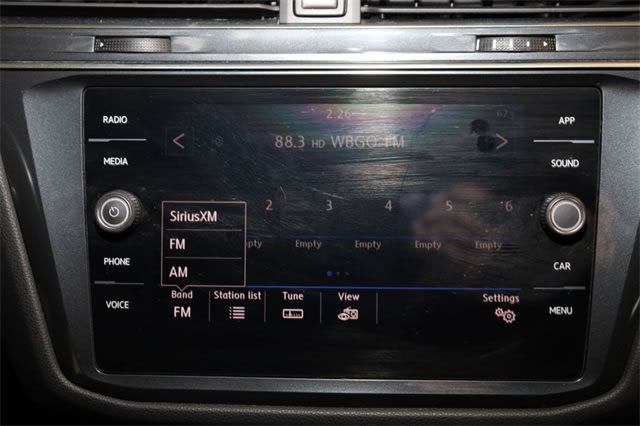 RADIO
MEDIA
PHONE
VOICE
APP
SOUND
CAR
MENU
2:26
67°
88.3 HD WBGO-FM
2 3 4 5 6
Empty Empty Empty Empty
SiriusXM
FM
AM
Band
FM
Station list
Tune
View
Settings